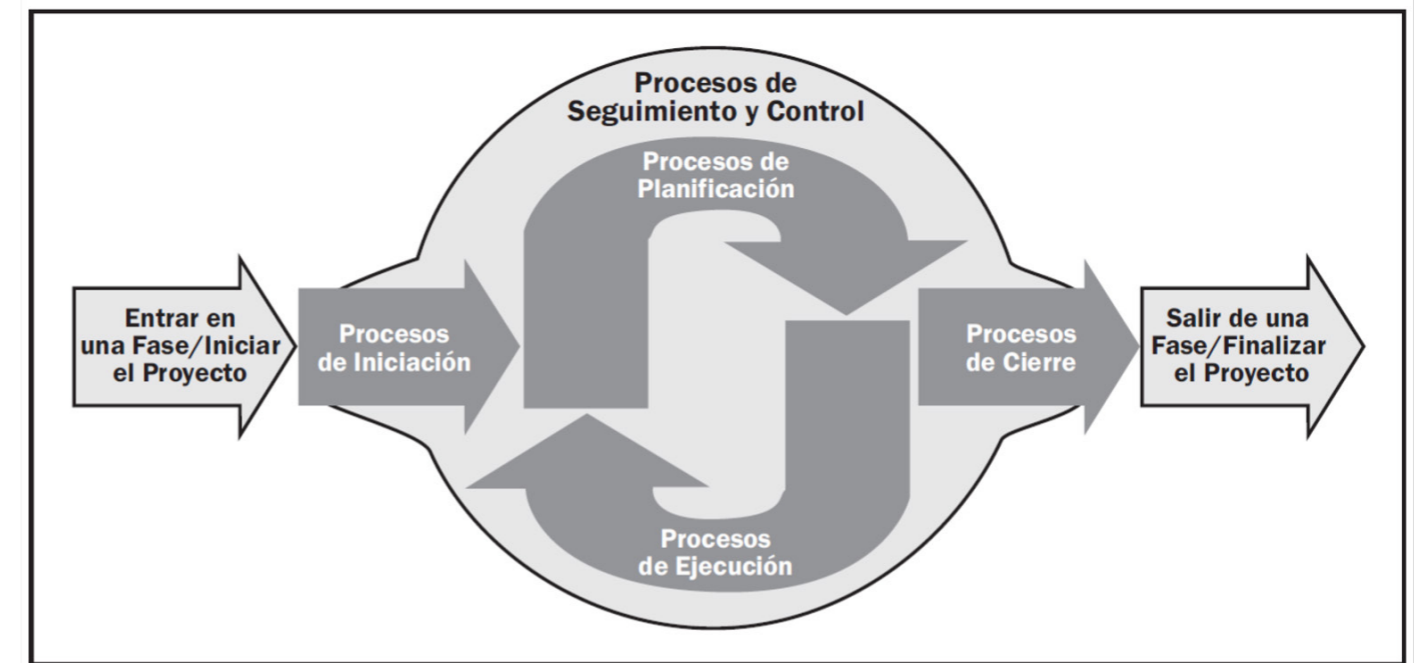 Procesos de
Seguimiento y Control
Procesos de
Planificación
Entrar en
una Fase/Iniciar
el Proyecto
Procesos
de Iniciación
Procesos
de Cierre
Salir de una
Fase/Finalizar
el Proyecto
Procesos
de Ejecución